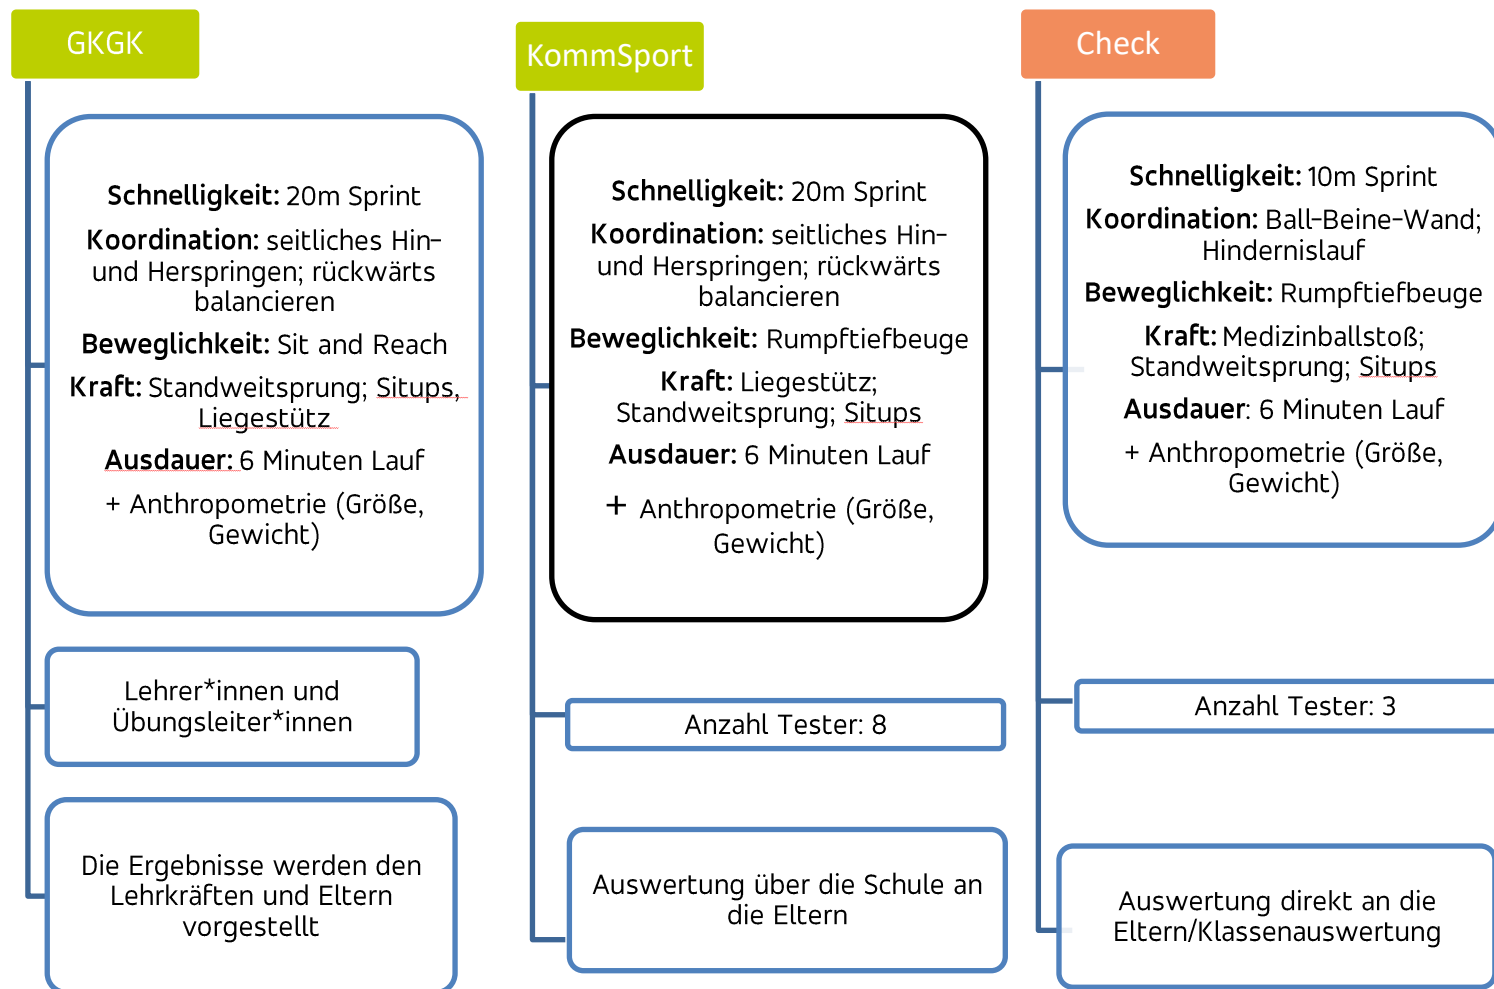 GKGK
Schnelligkeit: 20m Sprint
Koordination: seitliches Hin-
und Herspringen; rückwärts
balancieren
Beweglichkeit: Sit and Reach
Kraft: Standweitsprung; Situps,
Liegestütz
Ausdauer: 6 Minuten Lauf
+ Anthropometrie (Größe,
Gewicht)
Lehrer*innen und
Übungsleiter*innen
Die Ergebnisse werden den
Lehrkräften und Eltern
vorgestellt
KommSport
Schnelligkeit: 20m Sprint
Koordination: seitliches Hin-
und Herspringen; rückwärts
balancieren
Beweglichkeit: Rumpftiefbeuge
Kraft: Liegestütz;
Standweitsprung; Situps
Ausdauer: 6 Minuten Lauf
+ Anthropometrie (Größe,
Gewicht)
Anzahl Tester: 8
Auswertung über die Schule an
die Eltern
Check
Schnelligkeit: 10m Sprint
Koordination: Ball-Beine-Wand;
Hindernislauf
Beweglichkeit: Rumpftiefbeuge
Kraft: Medizinballstoß;
Standweitsprung; Situps
Ausdauer: 6 Minuten Lauf
+ Anthropometrie (Größe,
Gewicht)
Anzahl Tester: 3
Auswertung direkt an die
Eltern/Klassenauswertung